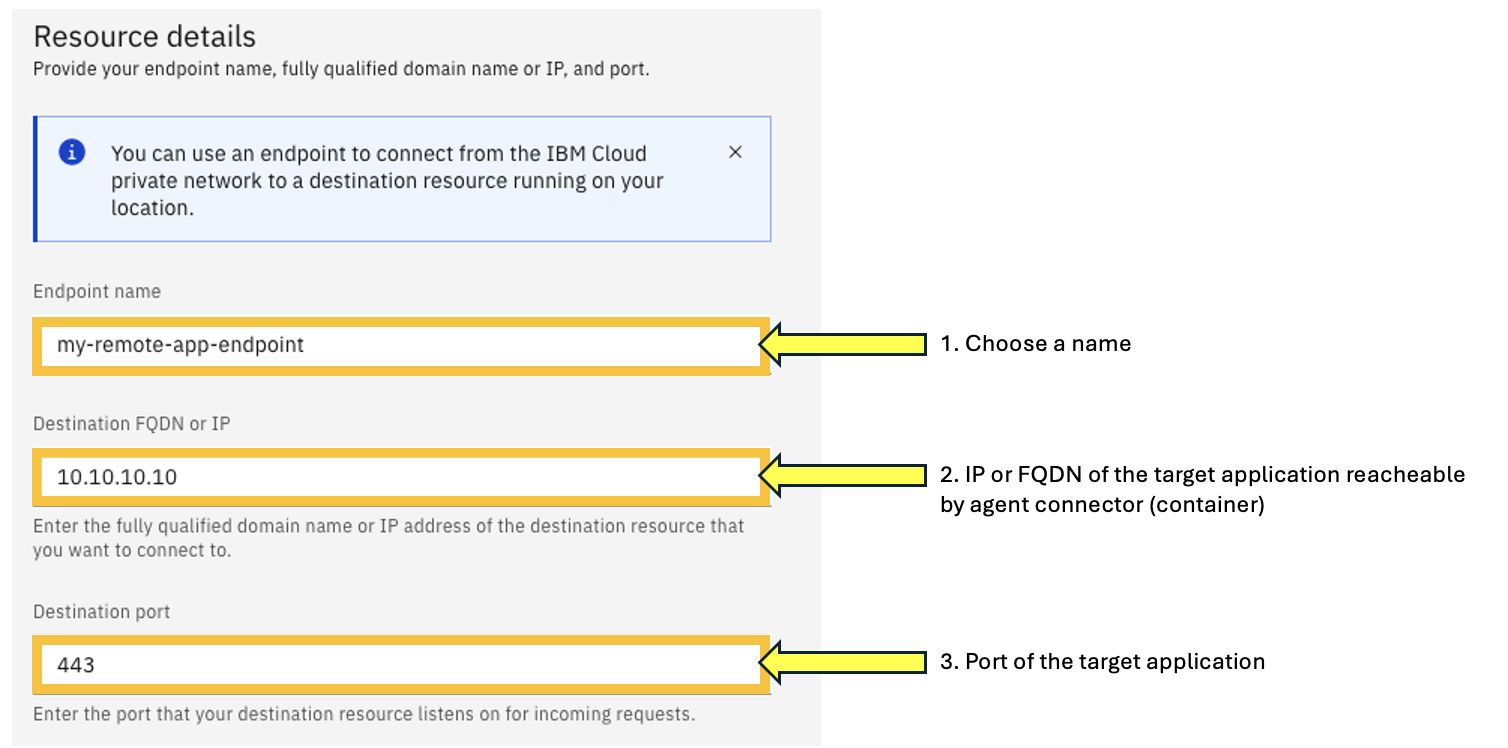 Resource details
Provide your endpoint name, fully qualified domain name or IP, and port.
You can use an endpoint to connect from the IBM Cloud
private network to a destination resource running on your
location.
Endpoint name
my-remote-app-endpoint
1. Choose a name
Destination FQDN or IP
10.10.10.10
2. IP or FQDN of the target application reacheable
by agent connector (container)
Enter the fully qualified domain name or IP address of the destination resource that
you want to connect to.
Destination port
443
3. Port of the target application
Enter the port that your destination resource listens on for incoming requests.